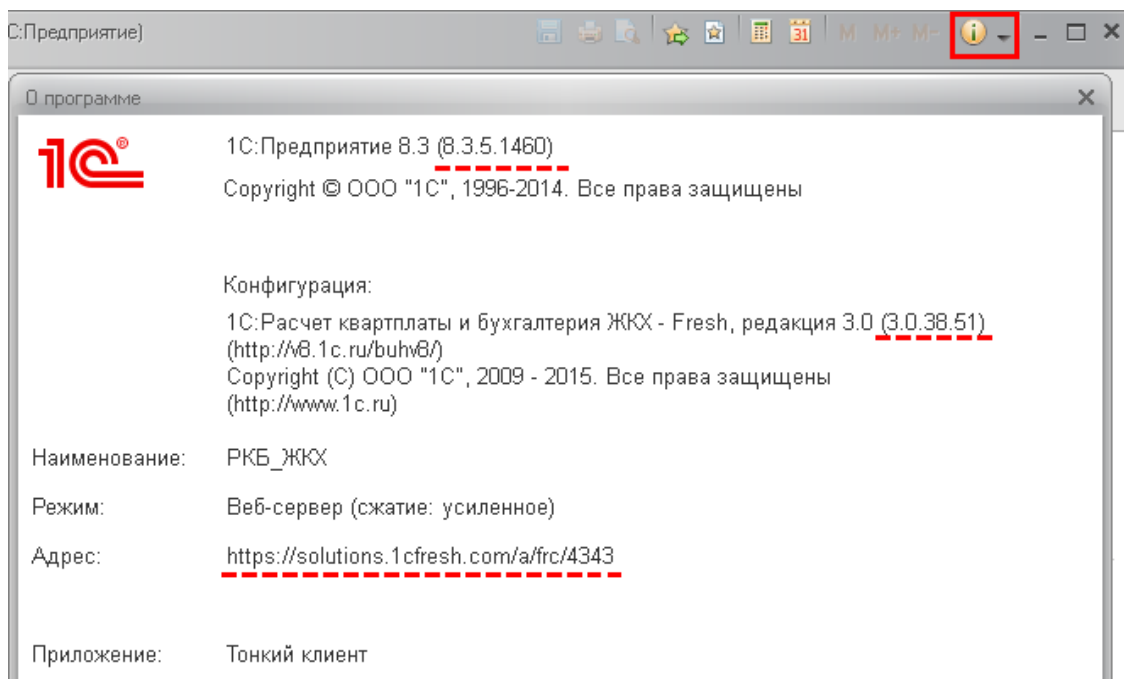 С:Предприятие)
31 M M+ M-
О программе
1С®
1С:Предприятие 8.3 (8.3.5.1460)
Copyright © ООО "1С", 1996-2014. Все права защищены
Конфигурация:
1С:Расчет квартплаты и бухгалтерия ЖКХ - Fresh, редакция 3.0 (3.0.38.51)
(http://v8.1c.ru/buhv8/)
Copyright (С) ООО "1С", 2009 - 2015. Все права защищены
(http://www.1c.ru)
Наименование: РКБ_ЖКХ
Режим: Веб-сервер (сжатие: усиленное)
Адрес: https://solutions.1cfresh.com/a/frc/4343
Приложение: Тонкий клиент